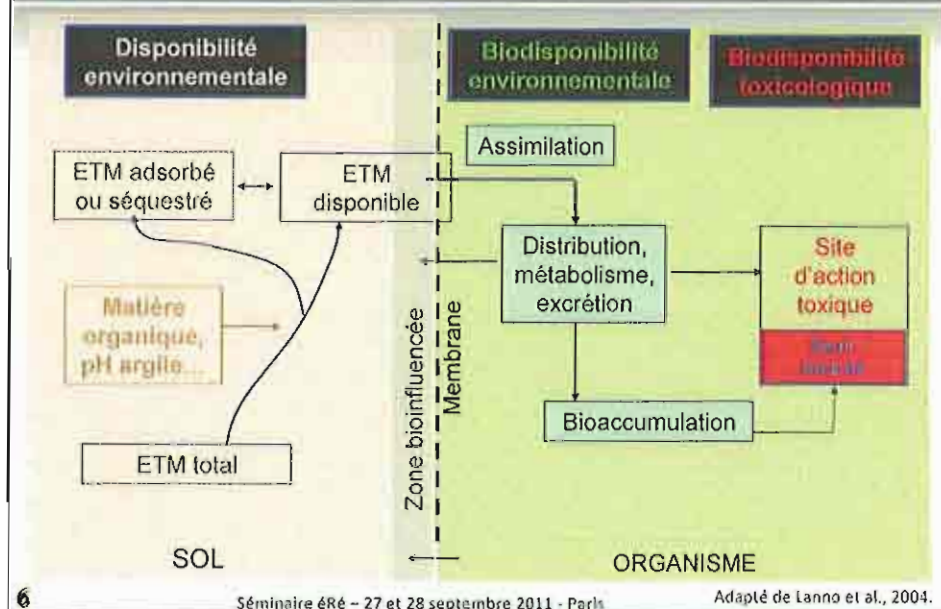 Disponibilité
environnementale
Biodisponibilité
environnementale
Biodisponibilité
toxicologique
Assimilation
ETM adsorbé
ou séquestré
ETM
disponible
Distribution,
métabolisme,
excrétion
Site
d'action
toxique
Matière
organique,
pH argile...
Zone bioinfluencée
Membrane
Bioaccumulation
ETM total
SOL
ORGANISME
6
Séminaire éRé – 27 et 28 septembre 2011 - Paris
Adapté de Lanno et al., 2004.